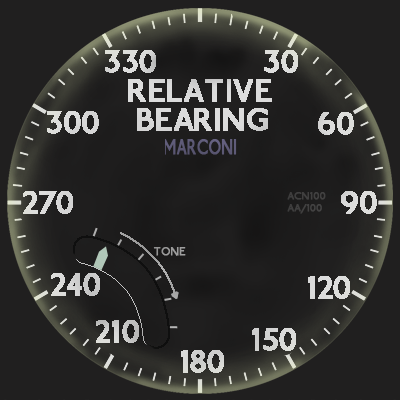 330 30
RELATIVE
BEARING
300 60
MARCONI
ACN100
AA/100
270 90
TONE
240 120
210 150
180